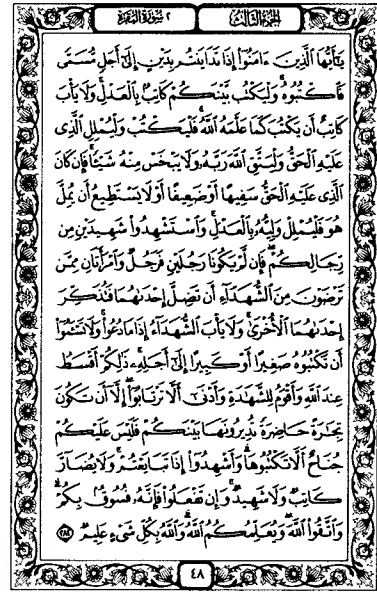 الجزء الثالث
٢ سورة البقرة
يَٰٓأَيُّهَا ٱلَّذِينَ ءَامَنُوٓا۟ إِذَا تَدَايَنتُم بِدَيْنٍ إِلَىٰٓ أَجَلٍ مُّسَمًّى
فَٱكْتُبُوهُ ۚ وَلْيَكْتُب بَّيْنَكُمْ كَاتِبٌۢ بِٱلْعَدْلِ ۚ وَلَا يَأْبَ
كَاتِبٌ أَن يَكْتُبَ كَمَا عَلَّمَهُ ٱللَّهُ ۚ فَلْيَكْتُبْ وَلْيُمْلِلِ ٱلَّذِى
عَلَيْهِ ٱلْحَقُّ وَلْيَتَّقِ ٱللَّهَ رَبَّهُۥ وَلَا يَبْخَسْ مِنْهُ شَيْـًٔا ۚ فَإِن كَانَ
ٱلَّذِى عَلَيْهِ ٱلْحَقُّ سَفِيهًا أَوْ ضَعِيفًا أَوْ لَا يَسْتَطِيعُ أَن يُمِلَّ
هُوَ فَلْيُمْلِلْ وَلِيُّهُۥ بِٱلْعَدْلِ ۚ وَٱسْتَشْهِدُوا۟ شَهِيدَيْنِ مِن
رِّجَالِكُمْ ۖ فَإِن لَّمْ يَكُونَا رَجُلَيْنِ فَرَجُلٌ وَٱمْرَأَتَانِ مِمَّن
تَرْضَوْنَ مِنَ ٱلشُّهَدَآءِ أَن تَضِلَّ إِحْدَىٰهُمَا فَتُذَكِّرَ
إِحْدَىٰهُمَا ٱلْأُخْرَىٰ ۚ وَلَا يَأْبَ ٱلشُّهَدَآءُ إِذَا مَا دُعُوا۟ ۚ وَلَا تَسْـَٔمُوٓا۟
أَن تَكْتُبُوهُ صَغِيرًا أَوْ كَبِيرًا إِلَىٰٓ أَجَلِهِۦ ۚ ذَٰلِكُمْ أَقْسَطُ
عِندَ ٱللَّهِ وَأَقْوَمُ لِلشَّهَٰدَةِ وَأَدْنَىٰٓ أَلَّا تَرْتَابُوٓا۟ ۖ إِلَّآ أَن تَكُونَ
تِجَٰرَةً حَاضِرَةً تُدِيرُونَهَا بَيْنَكُمْ فَلَيْسَ عَلَيْكُمْ
جُنَاحٌ أَلَّا تَكْتُبُوهَا ۗ وَأَشْهِدُوٓا۟ إِذَا تَبَايَعْتُمْ ۚ وَلَا يُضَآرَّ
كَاتِبٌ وَلَا شَهِيدٌ ۚ وَإِن تَفْعَلُوا۟ فَإِنَّهُۥ فُسُوقٌۢ بِكُمْ ۗ
وَٱتَّقُوا۟ ٱللَّهَ ۖ وَيُعَلِّمُكُمُ ٱللَّهُ ۗ وَٱللَّهُ بِكُلِّ شَىْءٍ عَلِيمٌ ٢٨٢
٤٨